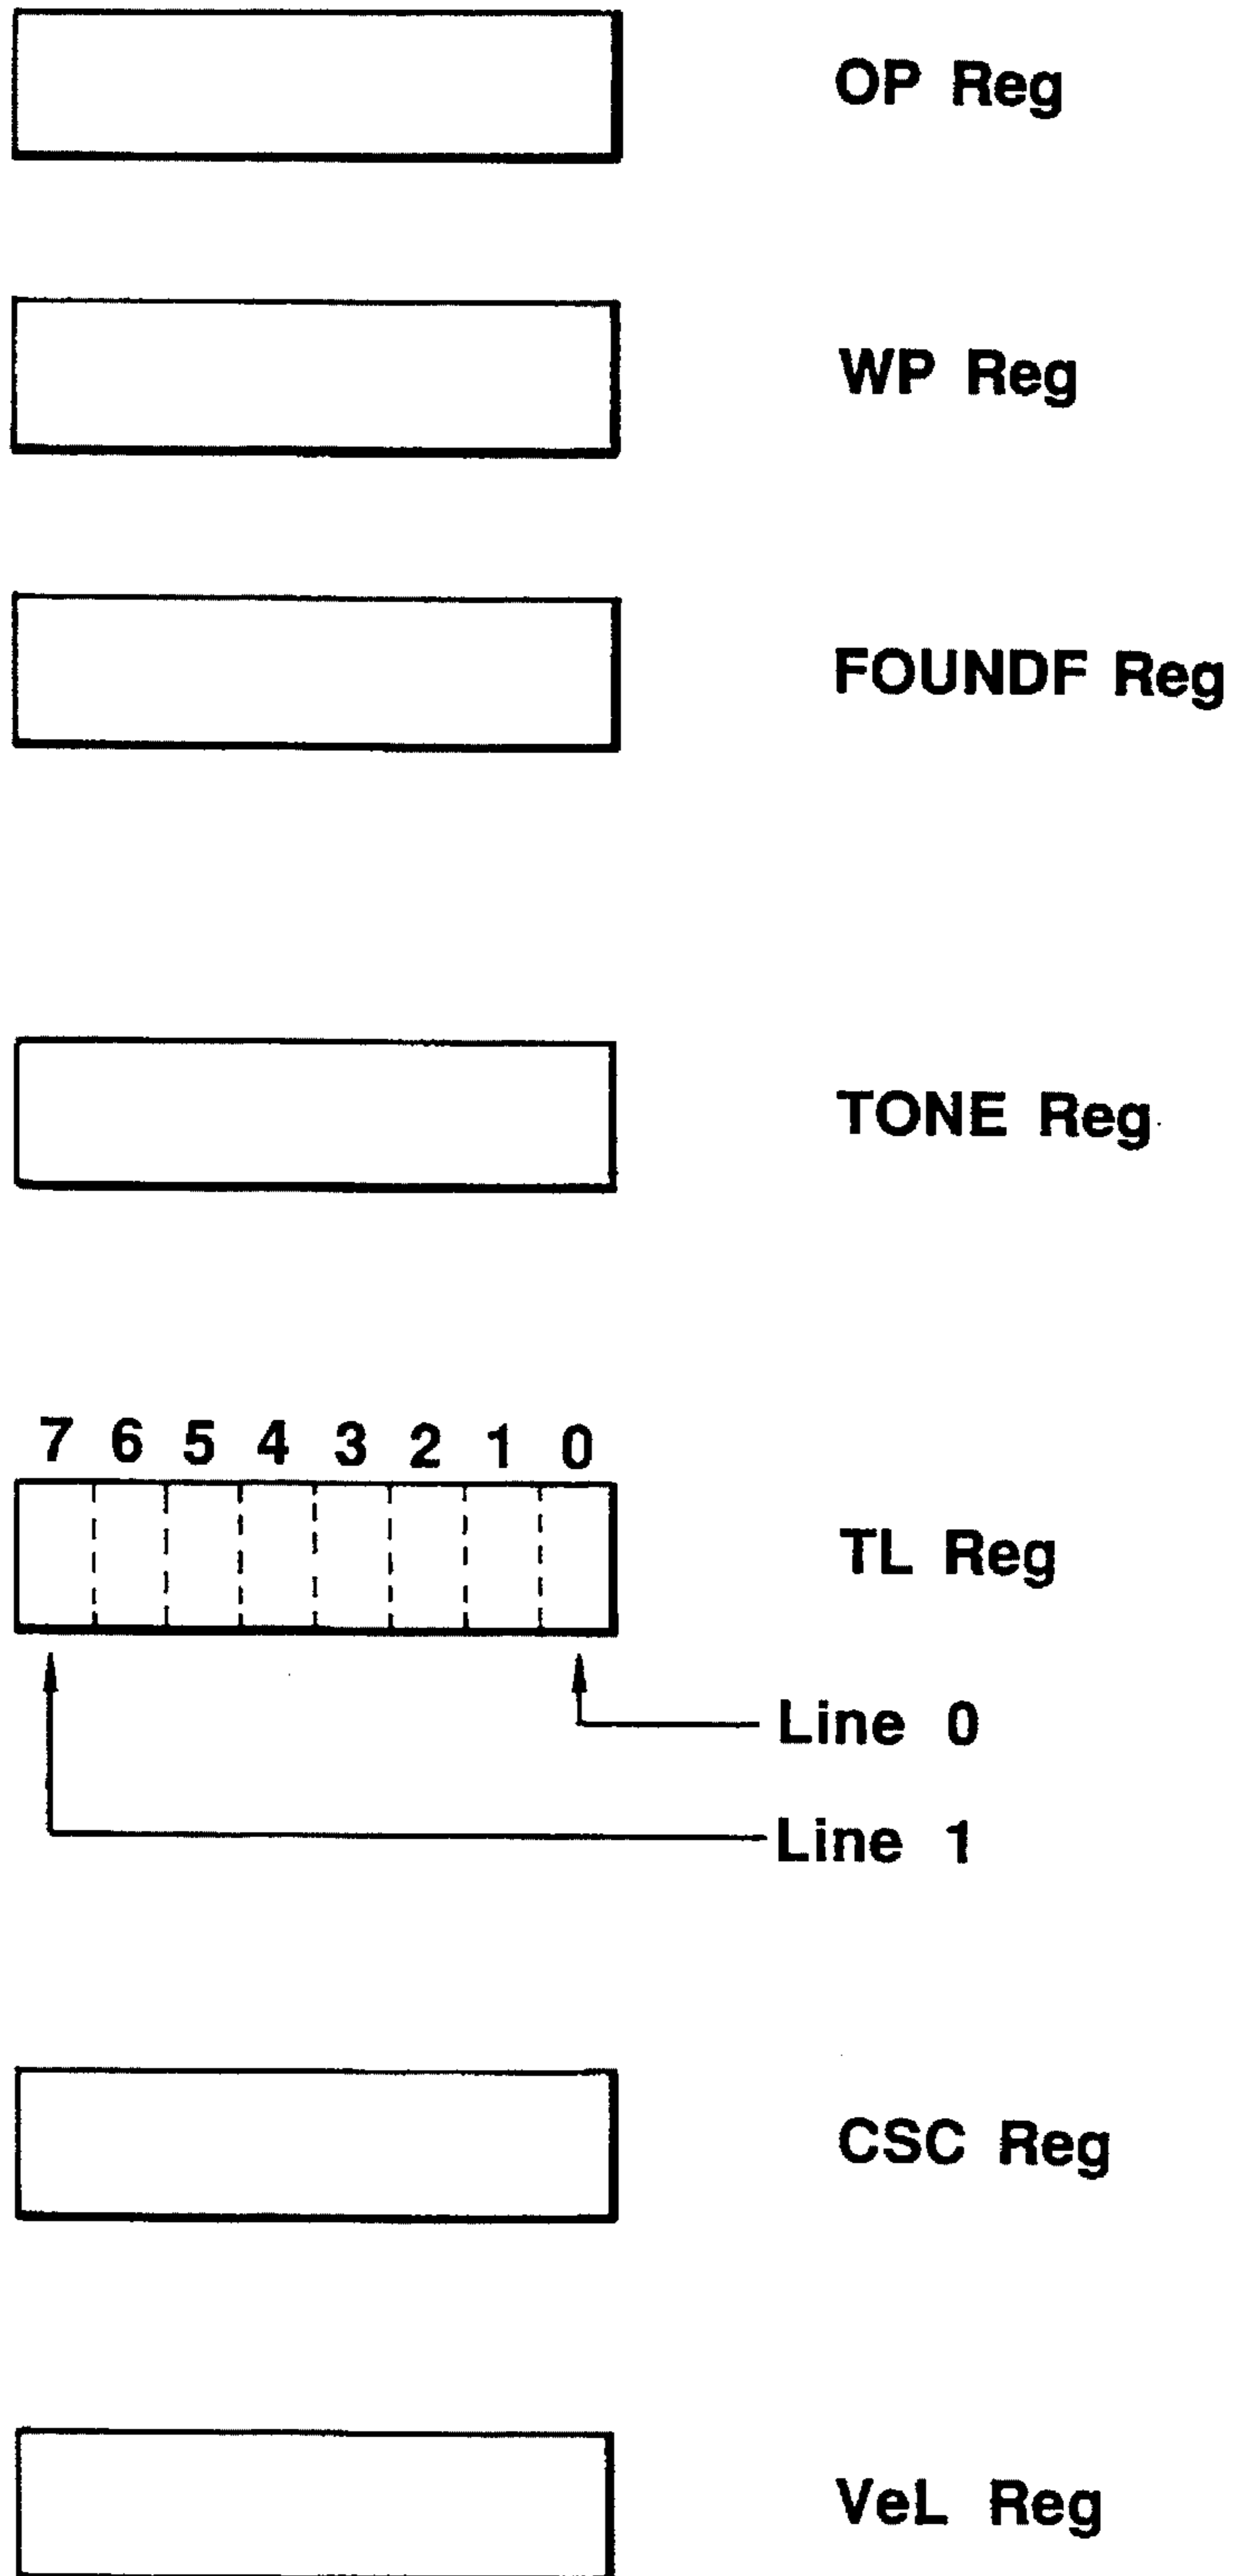 OP Reg
WP Reg
FOUNDF Reg
TONE Reg
7 6 5 4 3 2 1 0
TL Reg
Line 0
Line 1
CSC Reg
VeL Reg